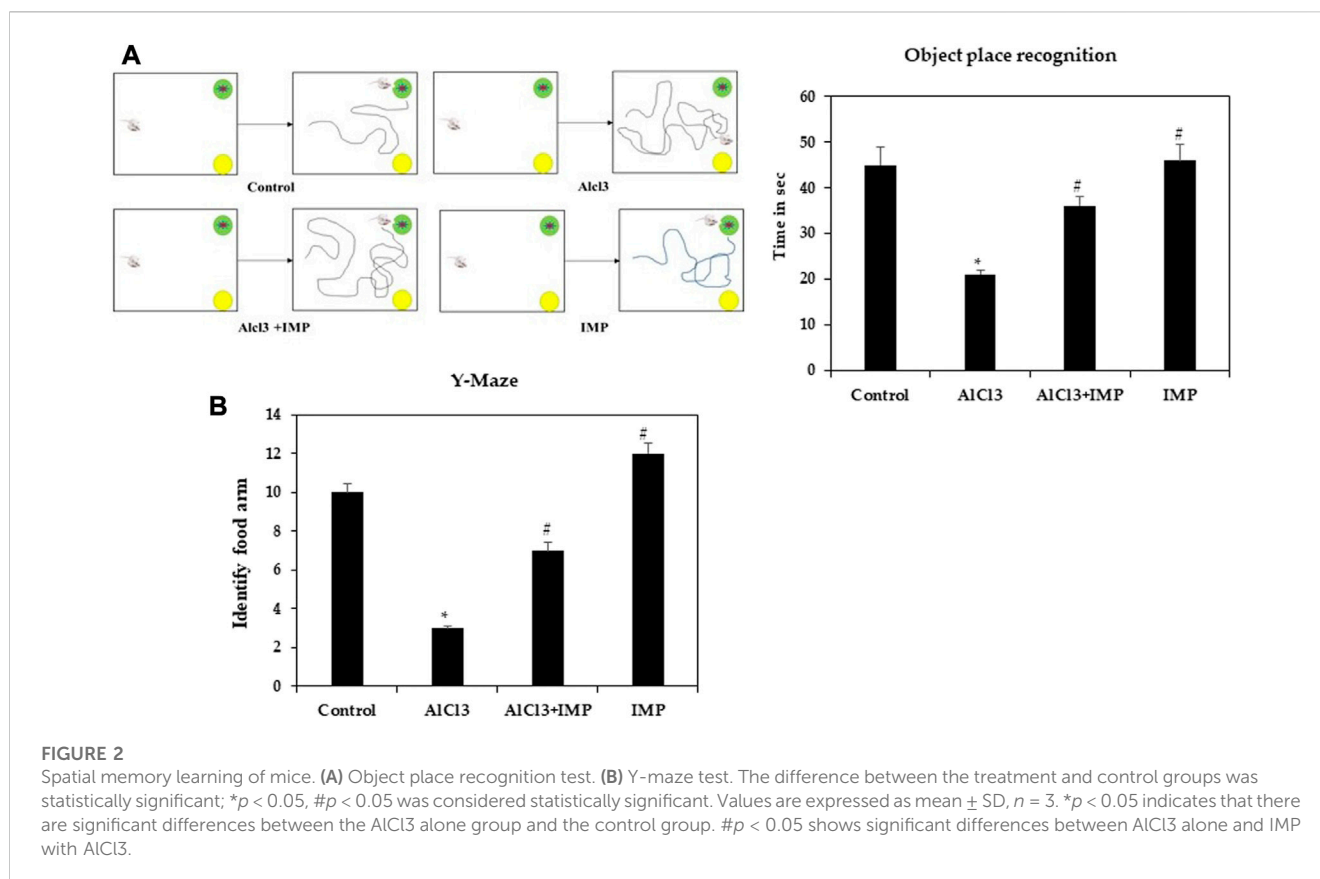 A
Control
Alcl3
Alcl3 +IMP
IMP
Object place recognition
Time in sec
60
50
40
30
20
10
0
*
#
#
Control
AlCl3
AlCl3+IMP
IMP
B
Y-Maze
Identify food arm
14
12
10
8
6
4
2
0
*
#
#
Control
AlCl3
AlCl3+IMP
IMP
FIGURE 2
Spatial memory learning of mice. (A) Object place recognition test. (B) Y-maze test. The difference between the treatment and control groups was
statistically significant; *p < 0.05, #p < 0.05 was considered statistically significant. Values are expressed as mean ± SD, n = 3. *p < 0.05 indicates that there
are significant differences between the AlCl3 alone group and the control group. #p < 0.05 shows significant differences between AlCl3 alone and IMP
with AlCl3.